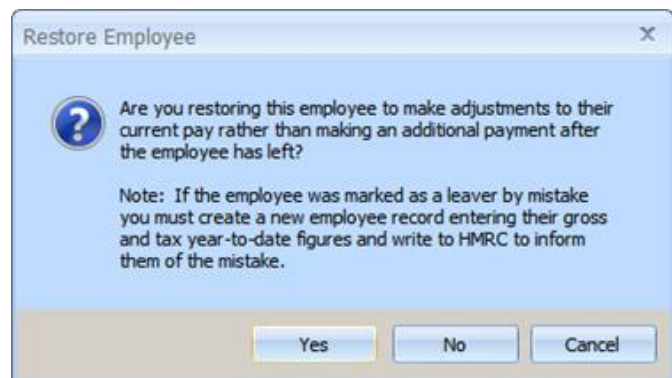 Restore Employee
Are you restoring this employee to make adjustments to their
current pay rather than making an additional payment after
the employee has left?
Note: If the employee was marked as a leaver by mistake
you must create a new employee record entering their gross
and tax year-to-date figures and write to HMRC to inform
them of the mistake.
Yes No Cancel